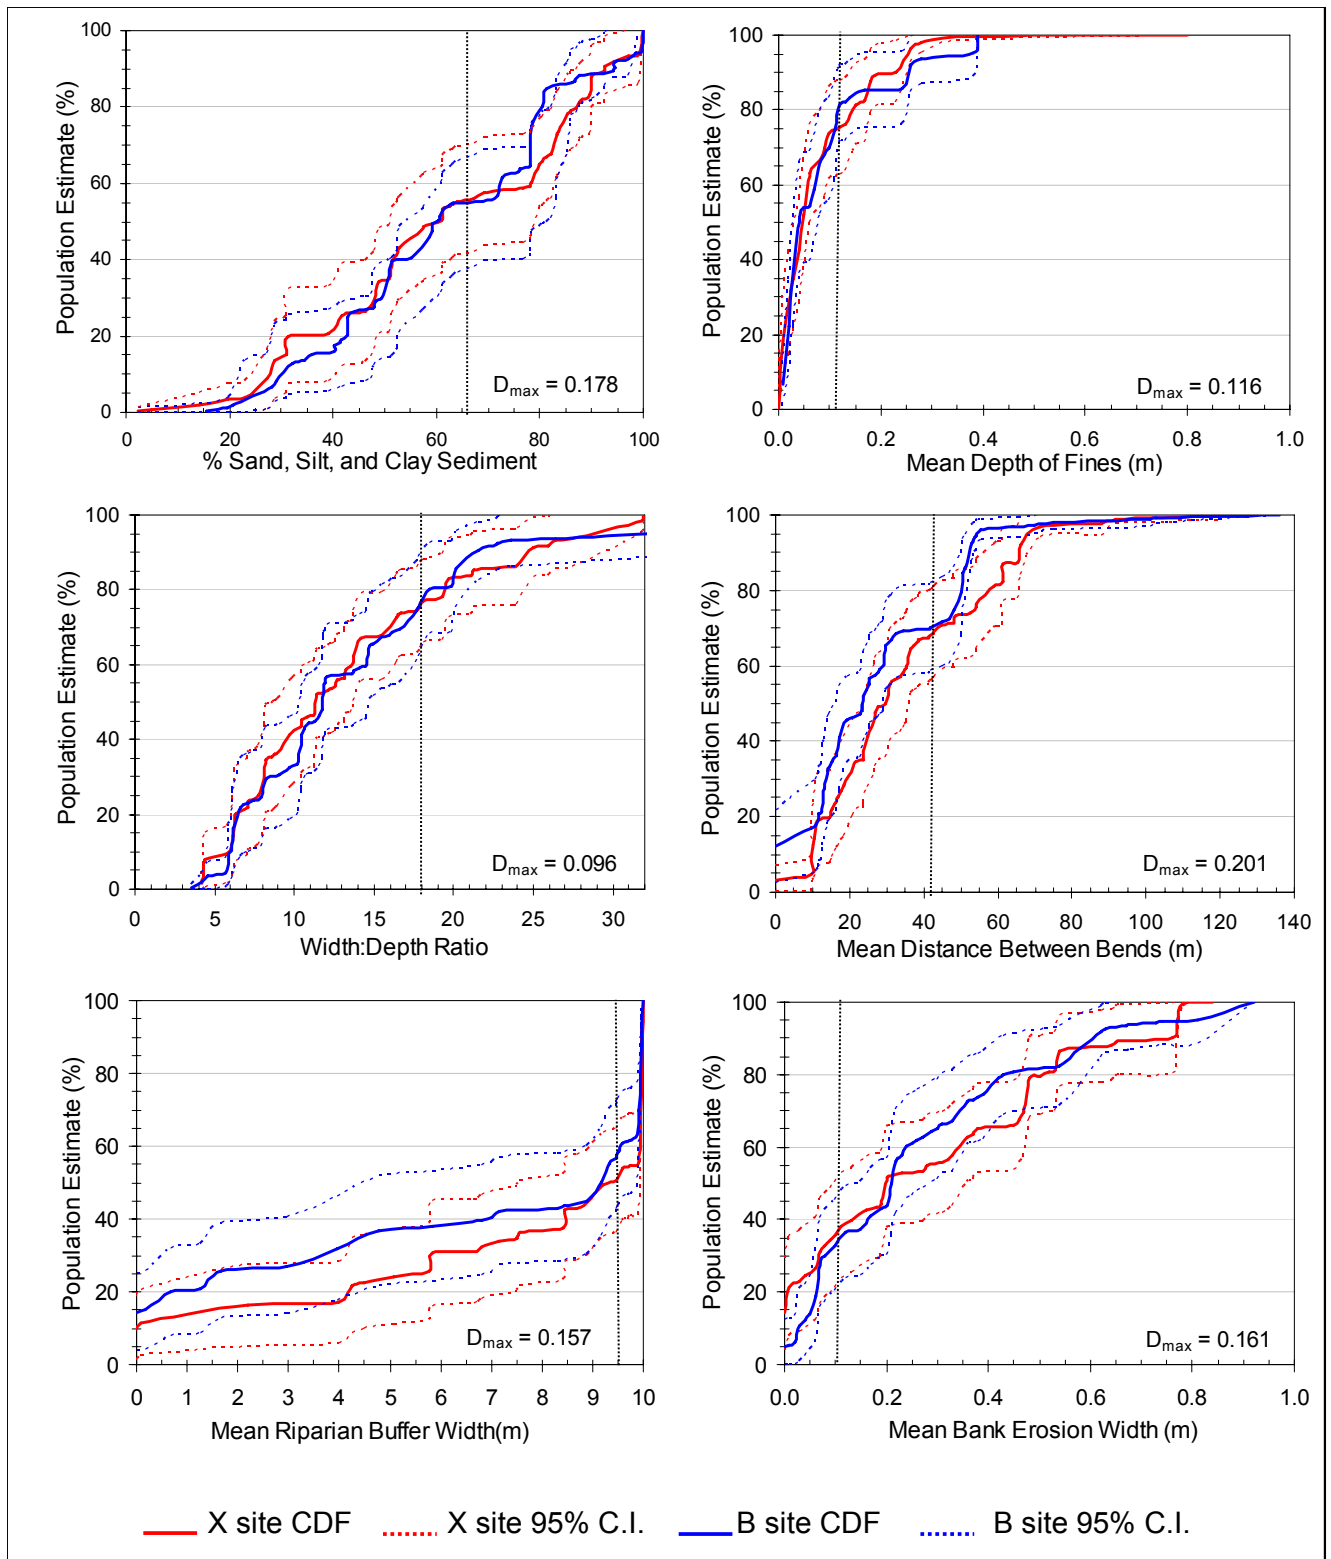 Population Estimate (%)
100
80
60
40
20
0
0 20 40 60 80 100
% Sand, Silt, and Clay Sediment
Dmax = 0.178
Population Estimate (%)
100
80
60
40
20
0
0.0 0.2 0.4 0.6 0.8 1.0
Mean Depth of Fines (m)
Dmax = 0.116
Population Estimate (%)
100
80
60
40
20
0
0 5 10 15 20 25 30
Width:Depth Ratio
Dmax = 0.096
Population Estimate (%)
100
80
60
40
20
0
0 20 40 60 80 100 120 140
Mean Distance Between Bends (m)
Dmax = 0.201
Population Estimate (%)
100
80
60
40
20
0
0 1 2 3 4 5 6 7 8 9 10
Mean Riparian Buffer Width(m)
Dmax = 0.157
Population Estimate (%)
100
80
60
40
20
0
0.0 0.2 0.4 0.6 0.8 1.0
Mean Bank Erosion Width (m)
Dmax = 0.161
X site CDF X site 95% C.I. B site CDF B site 95% C.I.